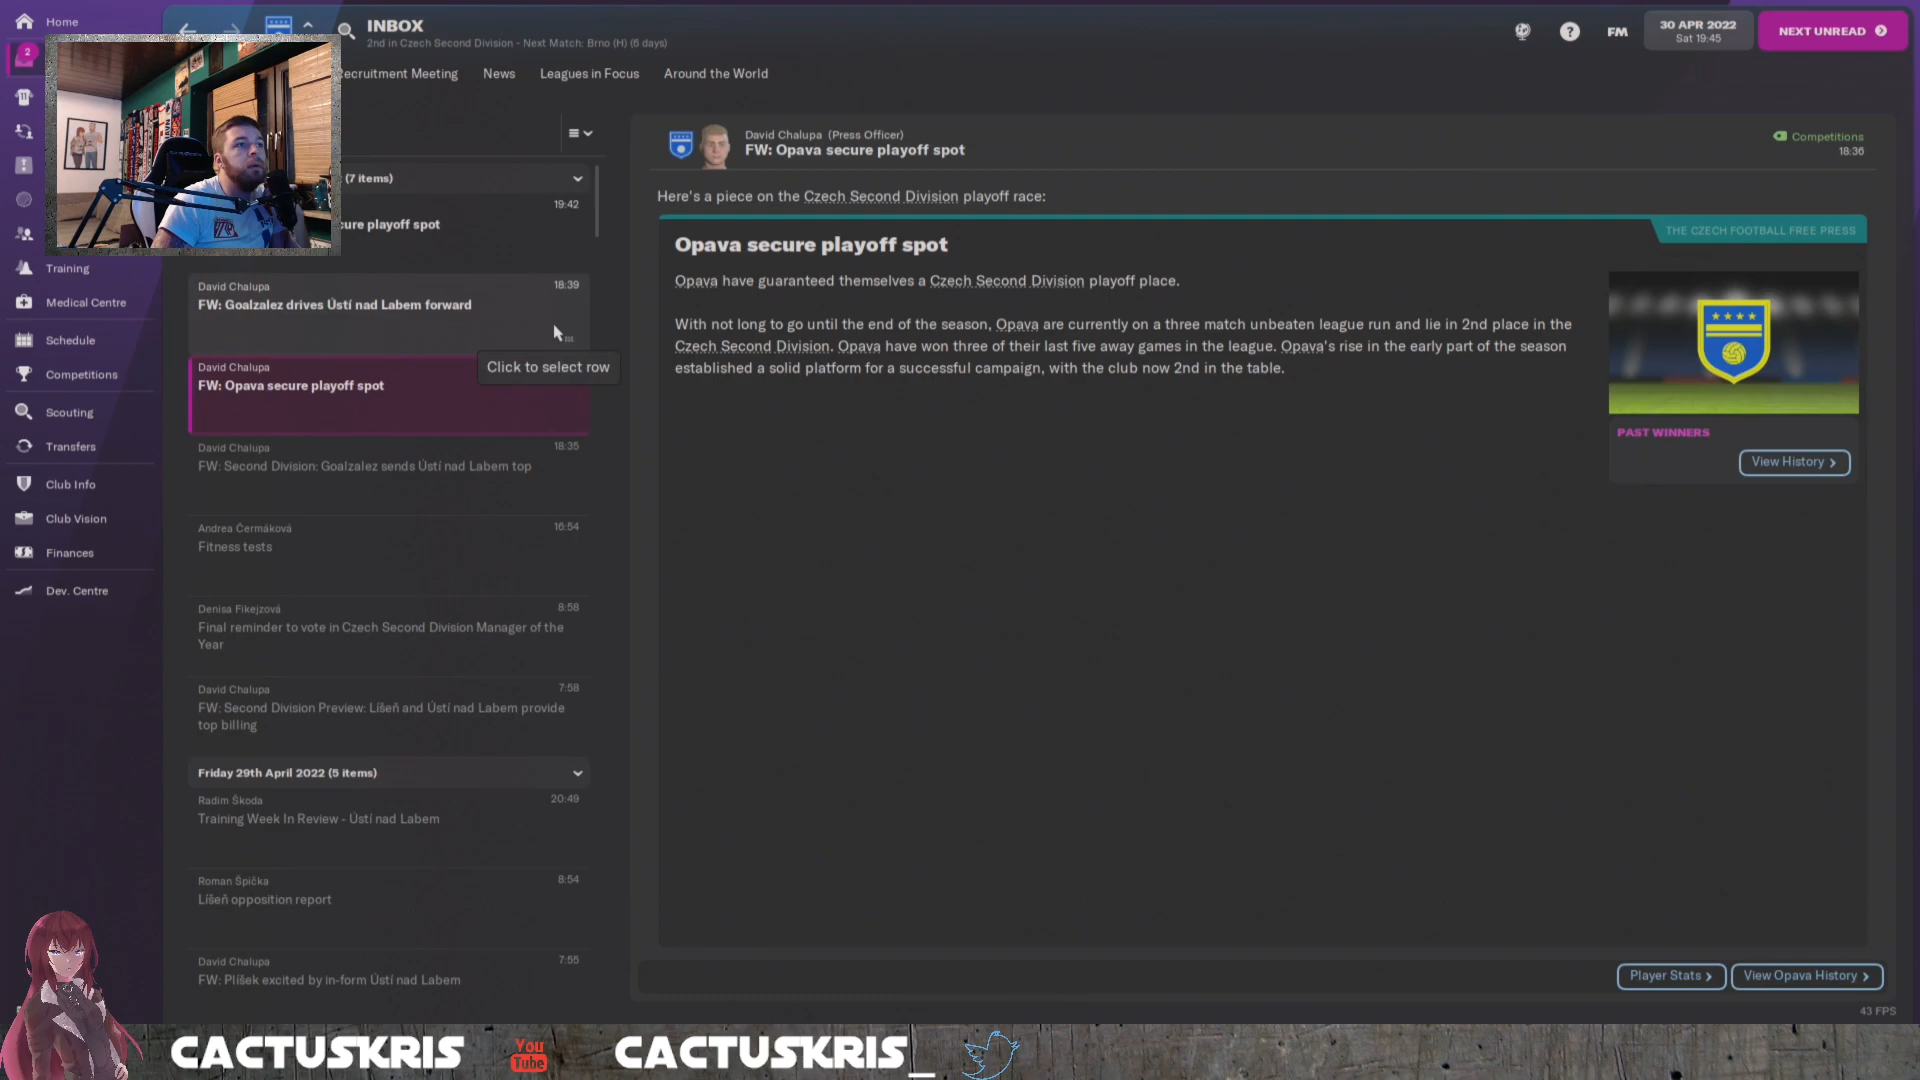 Home
INBOX
2nd in Czech Second Division - Next Match: Brno (H) (6 days)
FM
30 APR 2022
Sat 19:45
NEXT UNREAD
2
Recruitment Meeting
News
Leagues in Focus
Around the World
11
(7 items)
19:42
cure playoff spot
Training
Medical Centre
Schedule
Competitions
Scouting
Transfers
Club Info
Club Vision
Finances
Dev. Centre
David Chalupa
18:39
FW: Goalzalez drives Ústí nad Labem forward
Click to select row
David Chalupa
FW: Opava secure playoff spot
David Chalupa
18:35
FW: Second Division: Goalzalez sends Ústí nad Labem top
Andrea Čermáková
16:54
Fitness tests
Denisa Fikejzová
8:58
Final reminder to vote in Czech Second Division Manager of the
Year
David Chalupa
7:58
FW: Second Division Preview: Líšeň and Ústí nad Labem provide
top billing
Friday 29th April 2022 (5 items)
Radim Škoda
20:49
Training Week In Review - Ústí nad Labem
Roman Špička
8:54
Líšeň opposition report
David Chalupa
7:55
FW: Plíšek excited by in-form Ústí nad Labem
David Chalupa (Press Officer)
FW: Opava secure playoff spot
Competitions
18:36
Here's a piece on the Czech Second Division playoff race:
THE CZECH FOOTBALL FREE PRESS
Opava secure playoff spot
Opava have guaranteed themselves a Czech Second Division playoff place.
With not long to go until the end of the season, Opava are currently on a three match unbeaten league run and lie in 2nd place in the
Czech Second Division. Opava have won three of their last five away games in the league. Opava's rise in the early part of the season
established a solid platform for a successful campaign, with the club now 2nd in the table.
PAST WINNERS
View History
Player Stats
View Opava History
43 FPS
CACTUSKRIS
You
Tube
CACTUSKRIS_